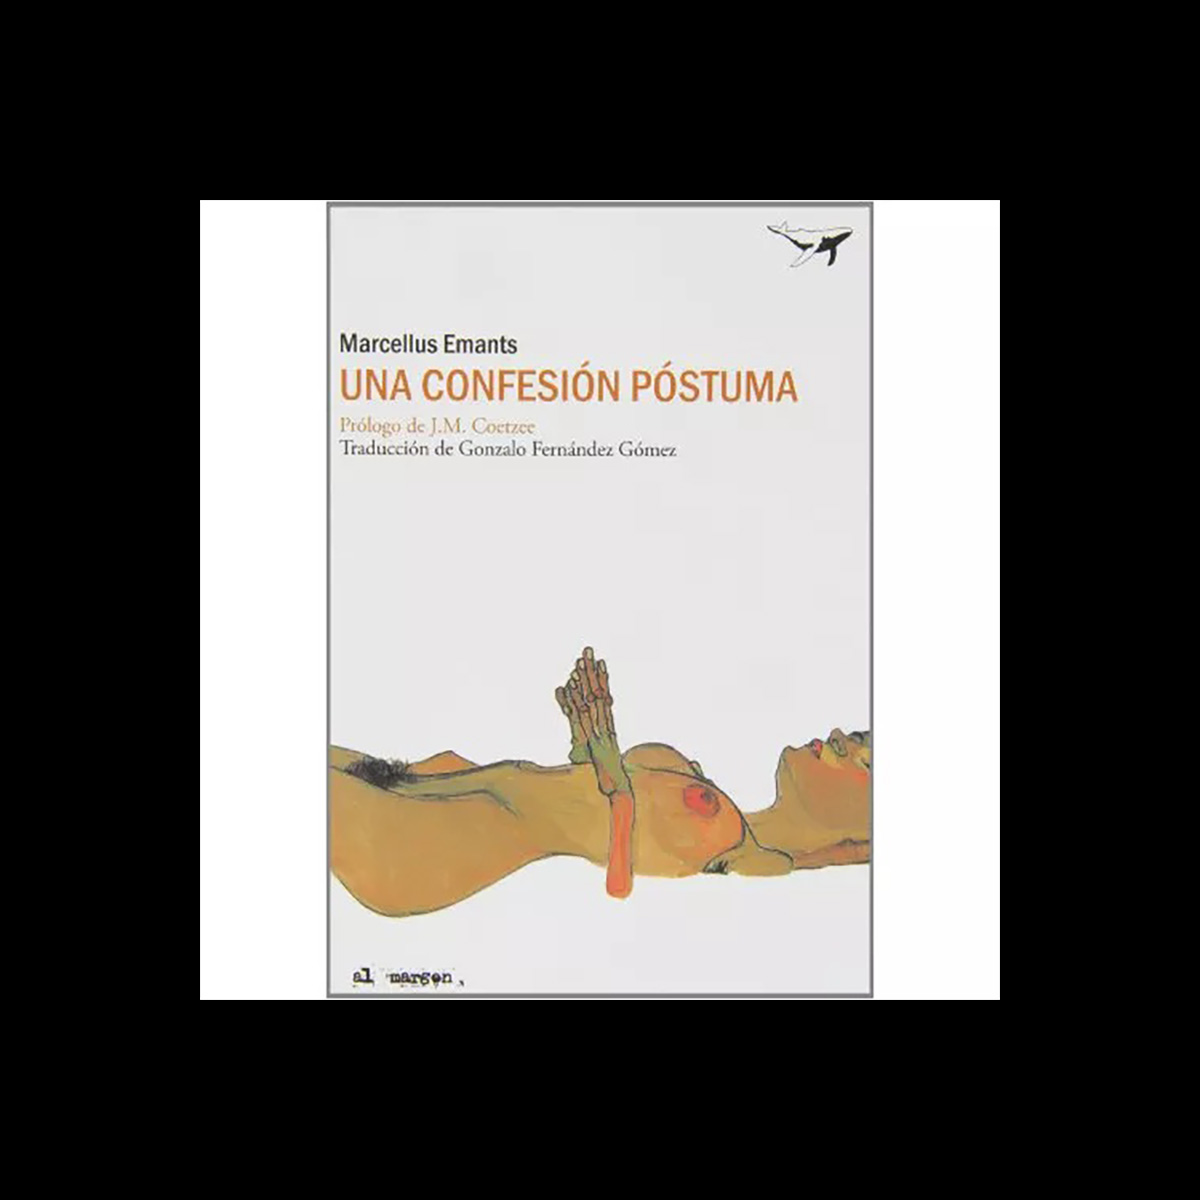 Marcellus Emants
UNA CONFESIÓN PÓSTUMA
Prólogo de J.M. Coetzee
Traducción de Gonzalo Fernández Gómez
al margen